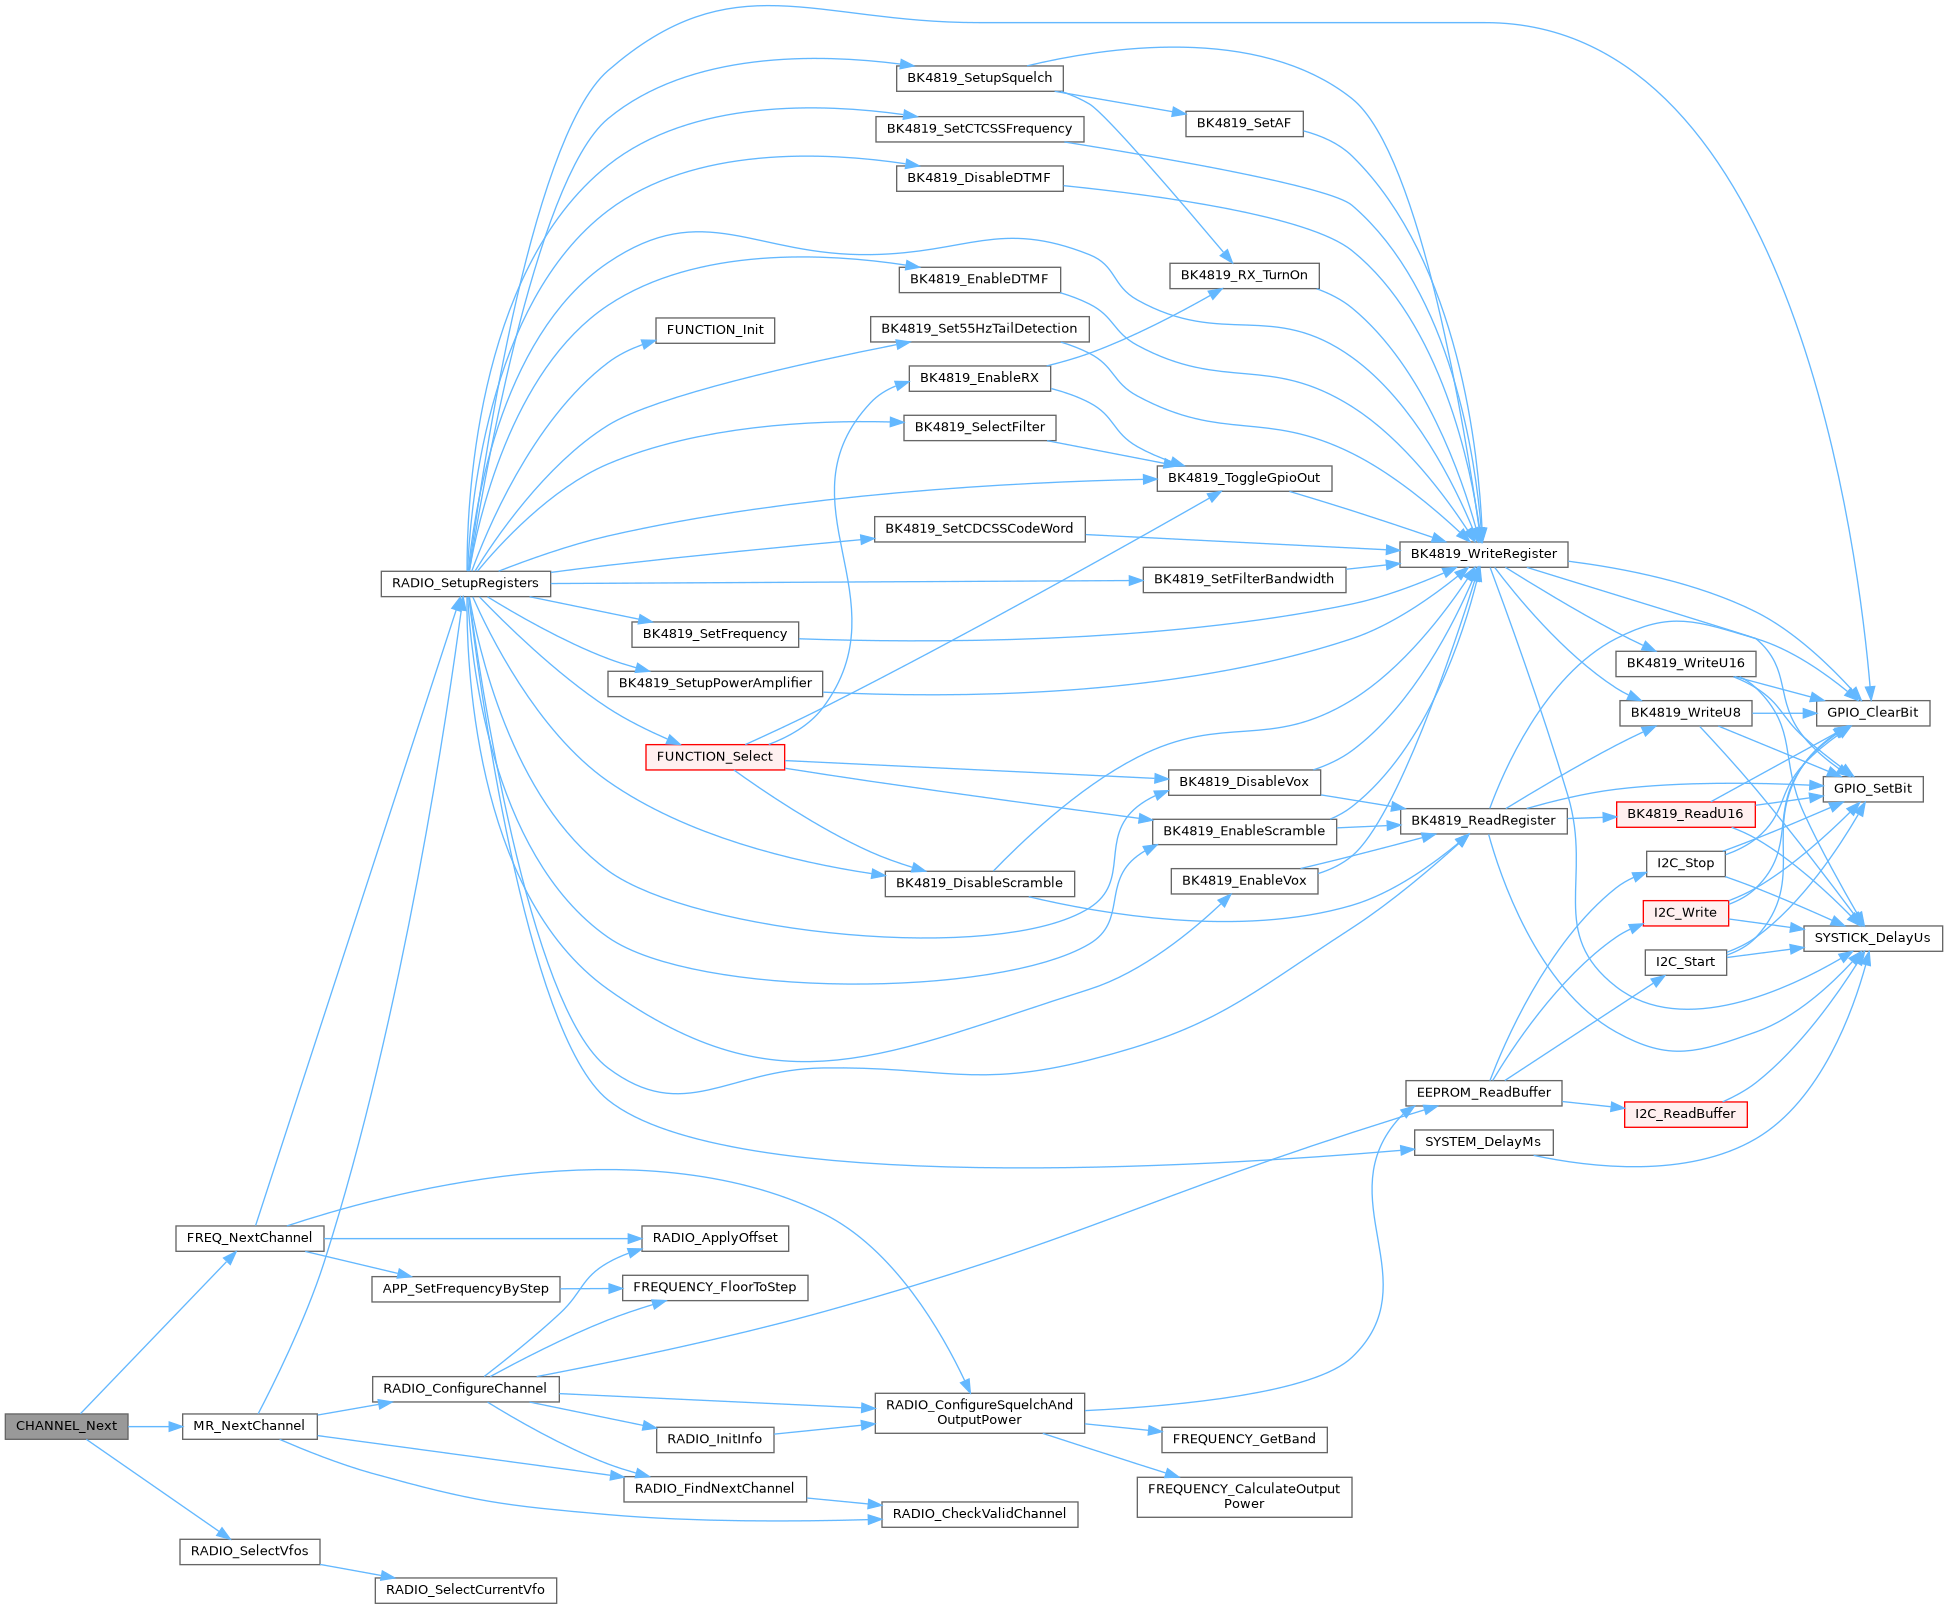 BK4819_SetupSquelch
BK4819_SetAF
BK4819_SetCTCSSFrequency
BK4819_DisableDTMF
BK4819_RX_TurnOn
BK4819_EnableDTMF
FUNCTION_Init
BK4819_Set55HzTailDetection
BK4819_EnableRX
BK4819_SelectFilter
BK4819_ToggleGpioOut
BK4819_SetCDCSSCodeWord
BK4819_WriteRegister
RADIO_SetupRegisters
BK4819_SetFilterBandwidth
BK4819_SetFrequency
BK4819_WriteU16
BK4819_SetupPowerAmplifier
BK4819_WriteU8
GPIO_ClearBit
FUNCTION_Select
BK4819_DisableVox
GPIO_SetBit
BK4819_ReadU16
BK4819_ReadRegister
BK4819_EnableScramble
I2C_Stop
BK4819_DisableScramble
BK4819_EnableVox
I2C_Write
SYSTICK_DelayUs
I2C_Start
EEPROM_ReadBuffer
I2C_ReadBuffer
SYSTEM_DelayMs
FREQ_NextChannel
RADIO_ApplyOffset
APP_SetFrequencyByStep
FREQUENCY_FloorToStep
RADIO_ConfigureChannel
RADIO_ConfigureSquelchAnd
OutputPower
CHANNEL_Next
MR_NextChannel
RADIO_InitInfo
FREQUENCY_GetBand
RADIO_FindNextChannel
FREQUENCY_CalculateOutput
Power
RADIO_CheckValidChannel
RADIO_SelectVfos
RADIO_SelectCurrentVfo